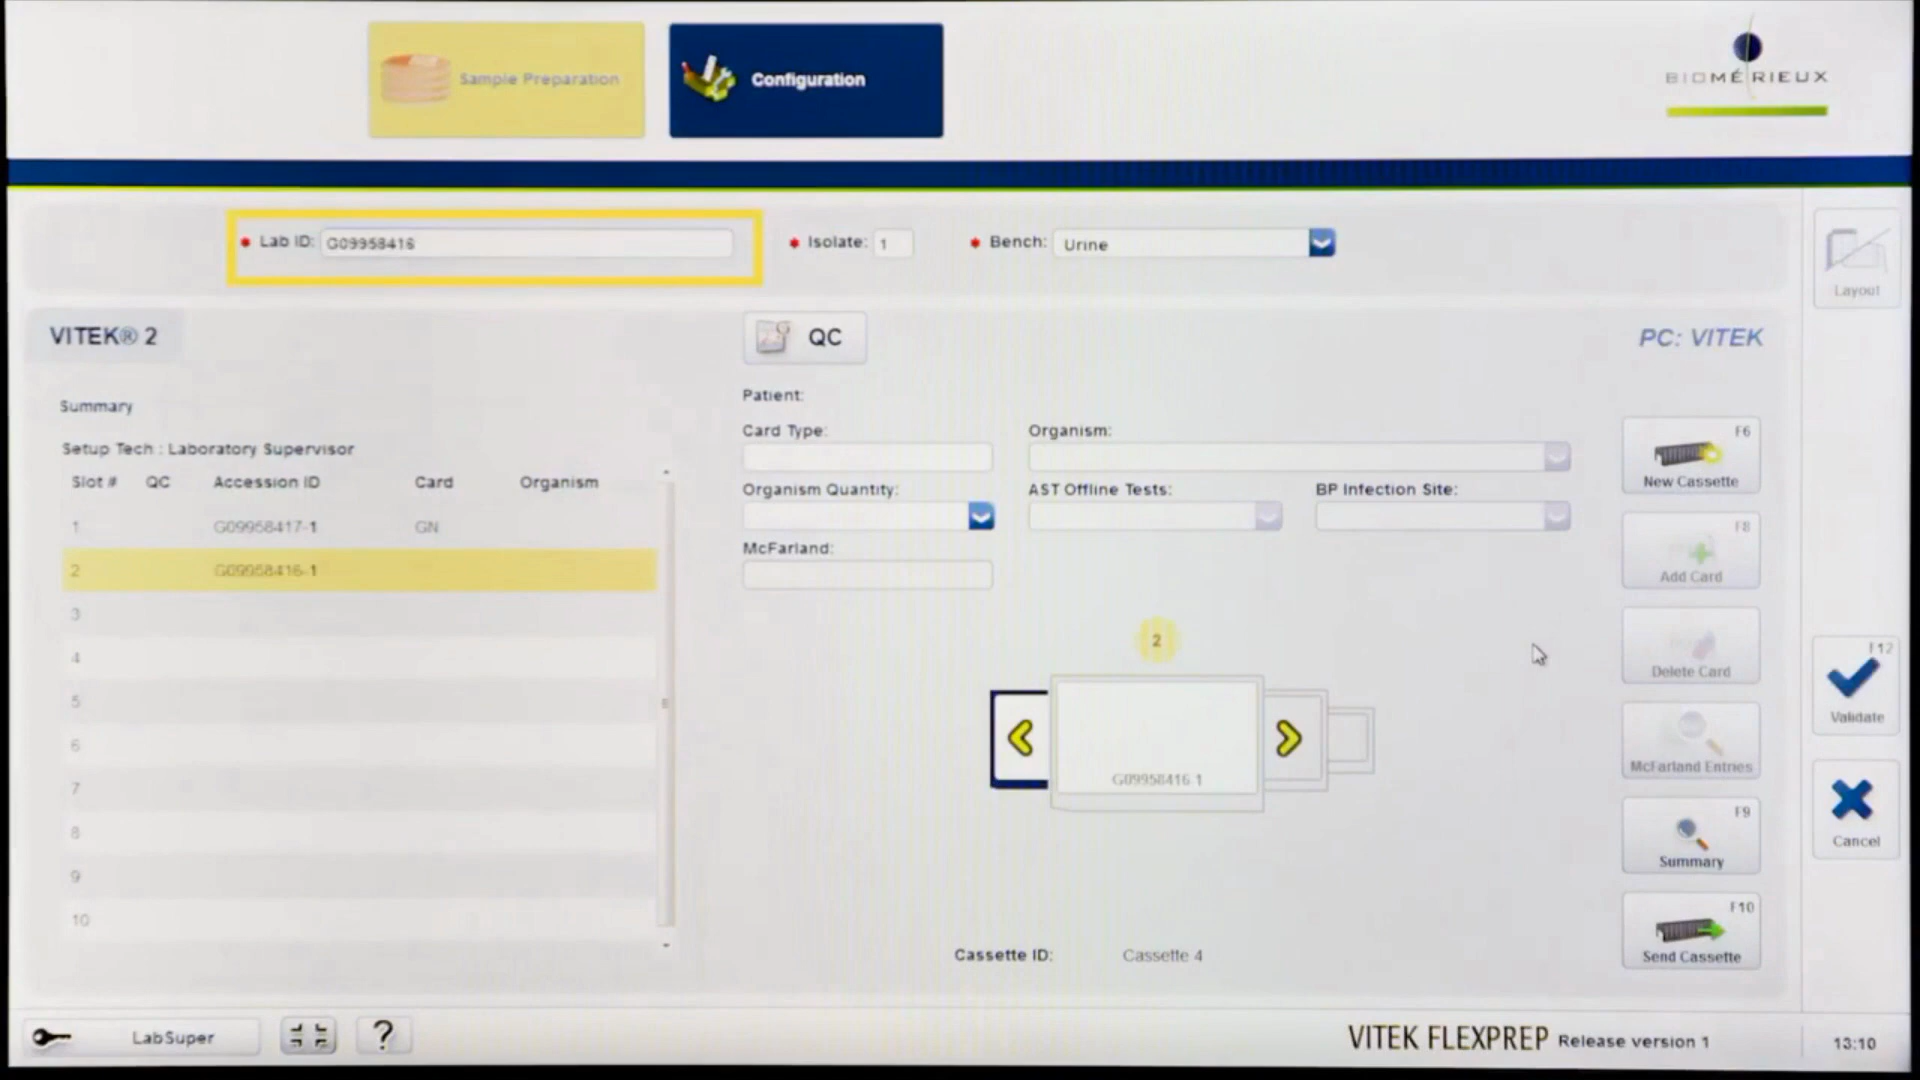 Sample Preparation
Configuration
BIOMÉRIEUX
* Lab ID: G09958416
* Isolate: 1
* Bench: Urine
Layout
VITEK® 2
QC
PC: VITEK
Summary
Setup Tech : Laboratory Supervisor
Slot # QC Accession ID Card Organism
1 G09958417-1 GN
2 G09958416-1
3
4
5
6
7
8
9
10
Patient:
Card Type:
Organism:
Organism Quantity:
AST Offline Tests:
BP Infection Site:
McFarland:
2
G09958416-1
Cassette ID: Cassette 4
F6
New Cassette
F8
Add Card
Delete Card
McFarland Entries
F9
Summary
F10
Send Cassette
F12
Validate
Cancel
LabSuper
?
VITEK FLEXPREP Release version 1
13:10